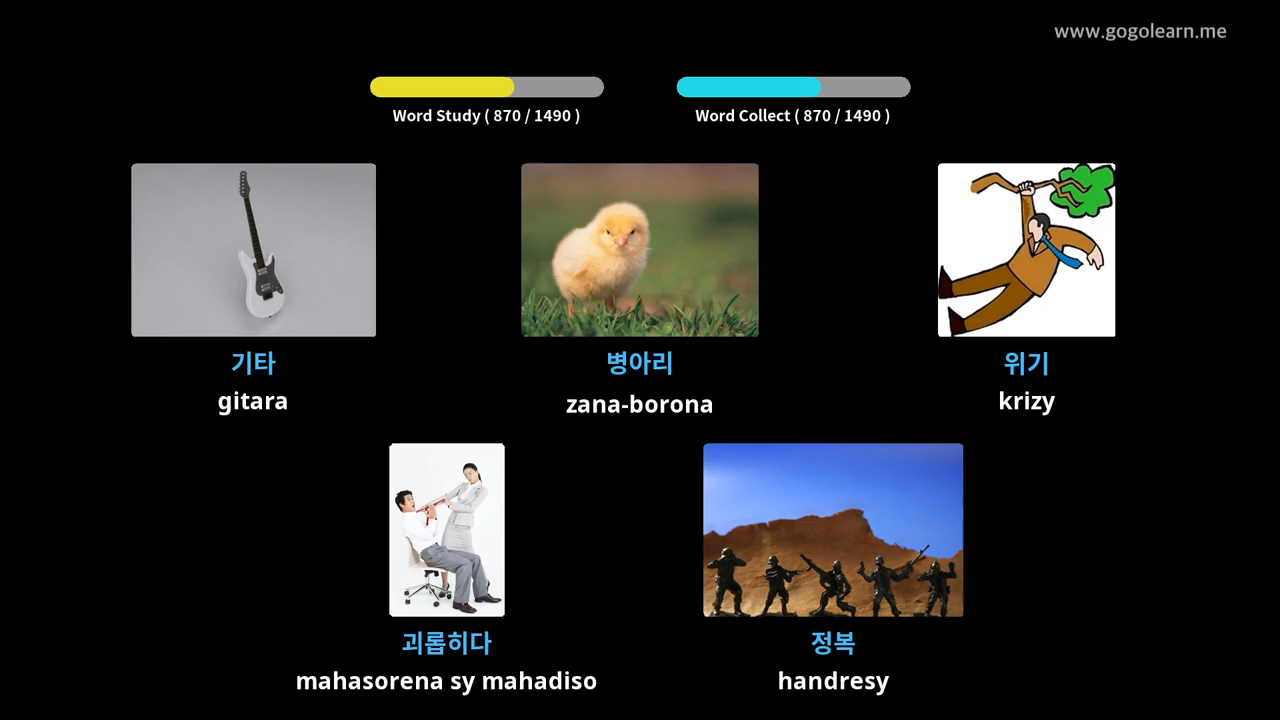 www.gogolearn.me
Word Study ( 870 / 1490 )
Word Collect ( 870 / 1490 )
기타
gitara
병아리
zana-borona
위기
krizy
괴롭히다
mahasorena sy mahadiso
정복
handresy